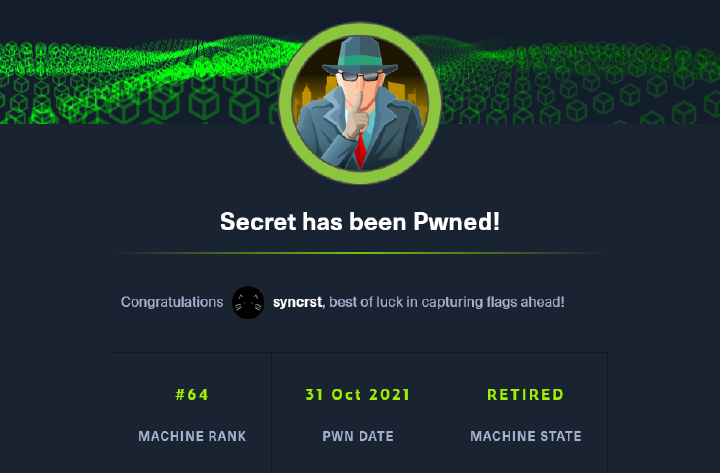 Secret has been Pwned!
Congratulations syncrst, best of luck in capturing flags ahead!
#64 31 Oct 2021 RETIRED
MACHINE RANK PWN DATE MACHINE STATE